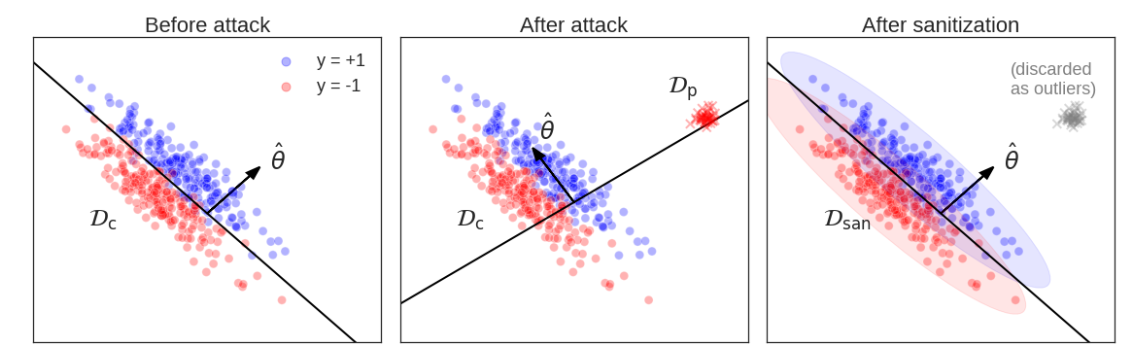 Before attack
y = +1
y = -1
θ̂
𝒟c
After attack
𝒟p
θ̂
𝒟c
After sanitization
(discarded
as outliers)
θ̂
𝒟san